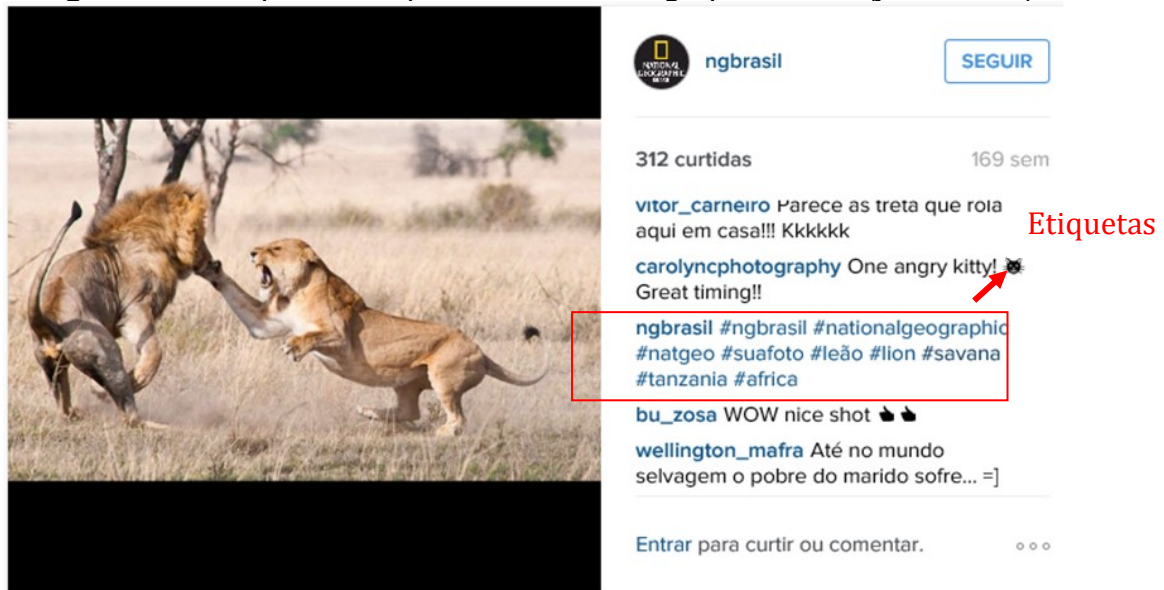 ngbrasil
SEGUIR
NATIONAL
GEOGRAPHIC
312 curtidas
169 sem
vitor_carneiro Parece as treta que rola
aqui em casa!!! Kkkkkk
Etiquetas
carolyncphotography One angry kitty!
Great timing!!
ngbrasil #ngbrasil #nationalgeographic
#natgeo #suafoto #leão #lion #savana
#tanzania #africa
bu_zosa WOW nice shot
wellington_mafra Até no mundo
selvagem o pobre do marido sofre... =]
Entrar para curtir ou comentar.